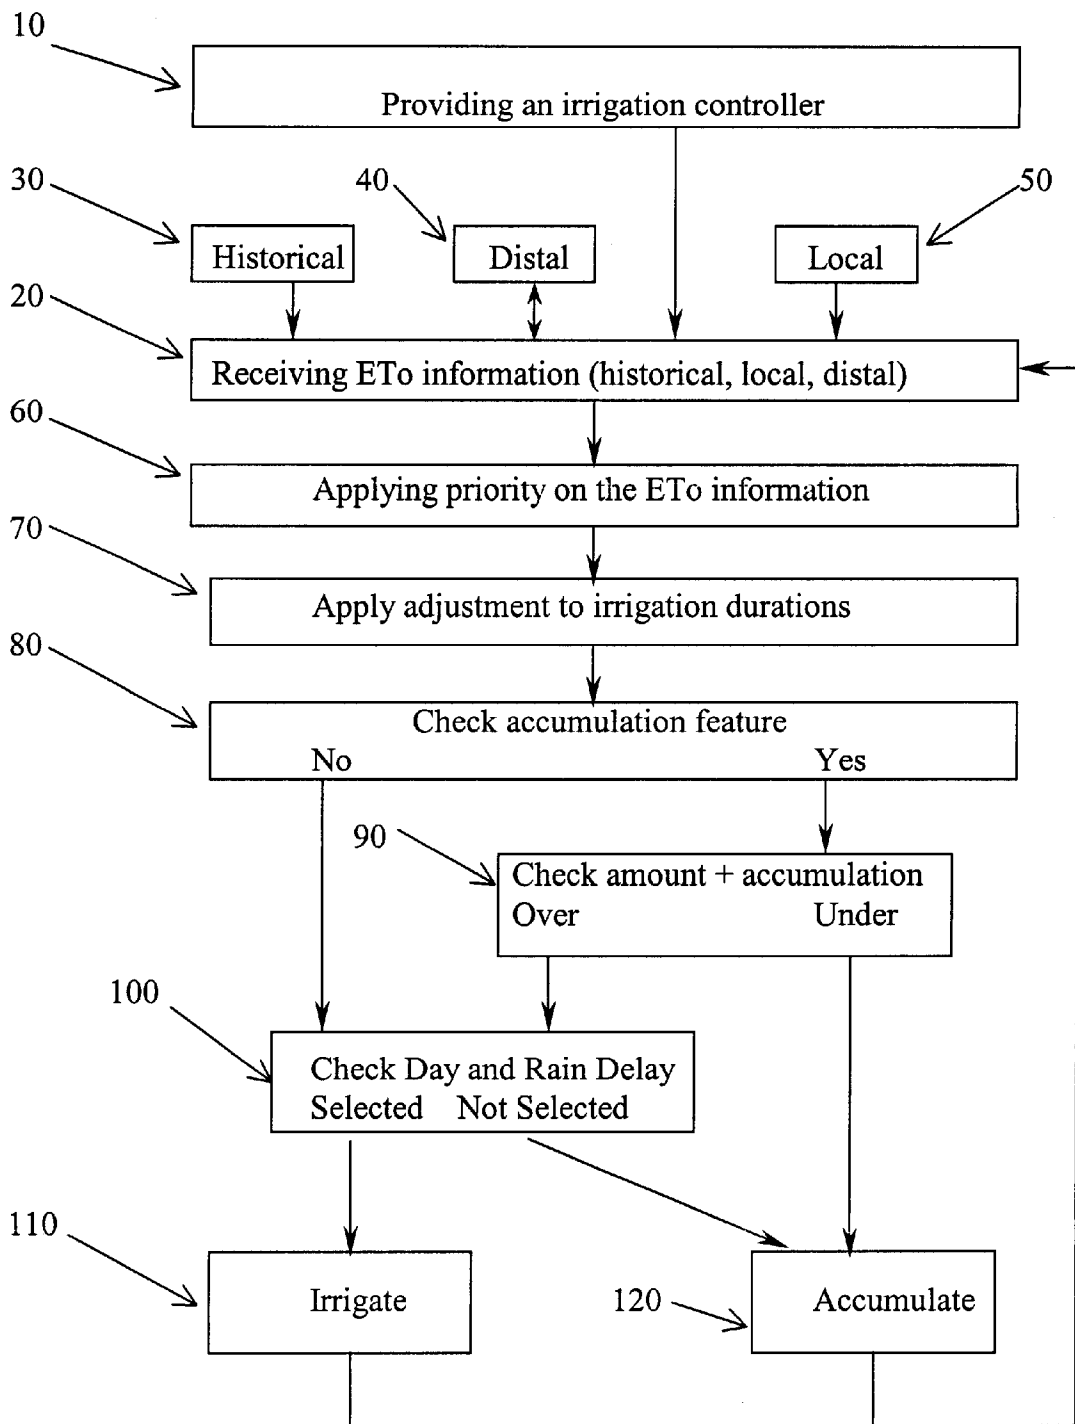 10
Providing an irrigation controller
30
40
50
Historical
Distal
Local
20
Receiving ETo information (historical, local, distal)
60
Applying priority on the ETo information
70
Apply adjustment to irrigation durations
80
Check accumulation feature
No Yes
90
Check amount + accumulation
Over Under
100
Check Day and Rain Delay
Selected Not Selected
110
Irrigate
120
Accumulate